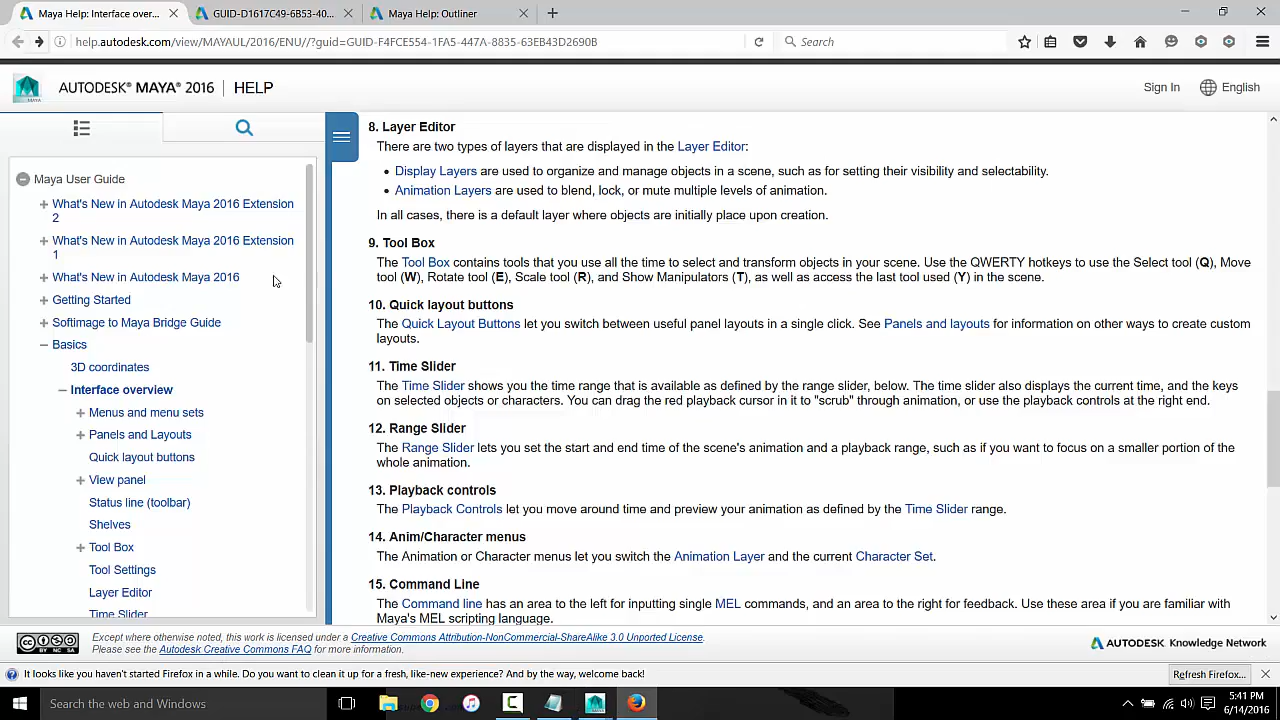 Maya Help: Interface over...
GUID-D1617C49-6B53-40...
Maya Help: Outliner
help.autodesk.com/view/MAYAUL/2016/ENU//?guid=GUID-F4FCE554-1FA5-447A-8835-63EB43D2690B
Search
AUTODESK® MAYA® 2016 | HELP
Sign In
English
Maya User Guide
What's New in Autodesk Maya 2016 Extension
2
What's New in Autodesk Maya 2016 Extension
1
What's New in Autodesk Maya 2016
Getting Started
Softimage to Maya Bridge Guide
Basics
3D coordinates
Interface overview
Menus and menu sets
Panels and Layouts
Quick layout buttons
View panel
Status line (toolbar)
Shelves
Tool Box
Tool Settings
Layer Editor
Time Slider
8. Layer Editor
There are two types of layers that are displayed in the Layer Editor:
• Display Layers are used to organize and manage objects in a scene, such as for setting their visibility and selectability.
• Animation Layers are used to blend, lock, or mute multiple levels of animation.
In all cases, there is a default layer where objects are initially place upon creation.
9. Tool Box
The Tool Box contains tools that you use all the time to select and transform objects in your scene. Use the QWERTY hotkeys to use the Select tool (Q), Move
tool (W), Rotate tool (E), Scale tool (R), and Show Manipulators (T), as well as access the last tool used (Y) in the scene.
10. Quick layout buttons
The Quick Layout Buttons let you switch between useful panel layouts in a single click. See Panels and layouts for information on other ways to create custom
layouts.
11. Time Slider
The Time Slider shows you the time range that is available as defined by the range slider, below. The time slider also displays the current time, and the keys
on selected objects or characters. You can drag the red playback cursor in it to "scrub" through animation, or use the playback controls at the right end.
12. Range Slider
The Range Slider lets you set the start and end time of the scene's animation and a playback range, such as if you want to focus on a smaller portion of the
whole animation.
13. Playback controls
The Playback Controls let you move around time and preview your animation as defined by the Time Slider range.
14. Anim/Character menus
The Animation or Character menus let you switch the Animation Layer and the current Character Set.
15. Command Line
The Command line has an area to the left for inputting single MEL commands, and an area to the right for feedback. Use these area if you are familiar with
Maya's MEL scripting language.
Except where otherwise noted, this work is licensed under a Creative Commons Attribution-NonCommercial-ShareAlike 3.0 Unported License.
Please see the Autodesk Creative Commons FAQ for more information.
AUTODESK Knowledge Network
It looks like you haven't started Firefox in a while. Do you want to clean it up for a fresh, like-new experience? And by the way, welcome back!
Refresh Firefox...
Search the web and Windows
5:41 PM
6/14/2016